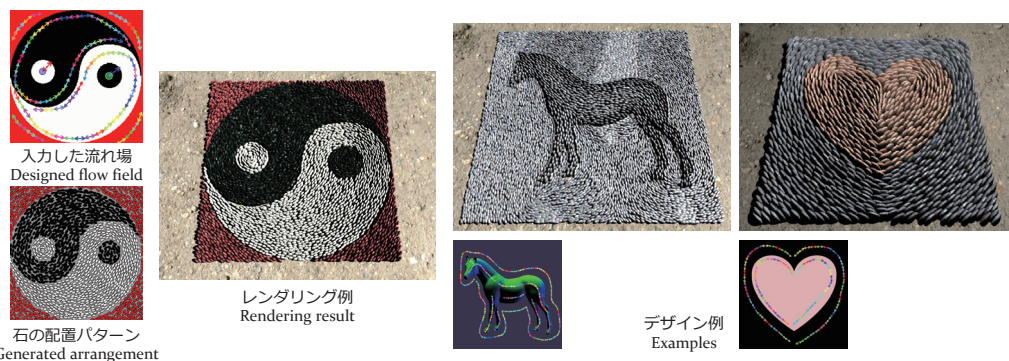 入力した流れ場
Designed flow field
石の配置パターン
Generated arrangement
レンダリング例
Rendering result
デザイン例
Examples